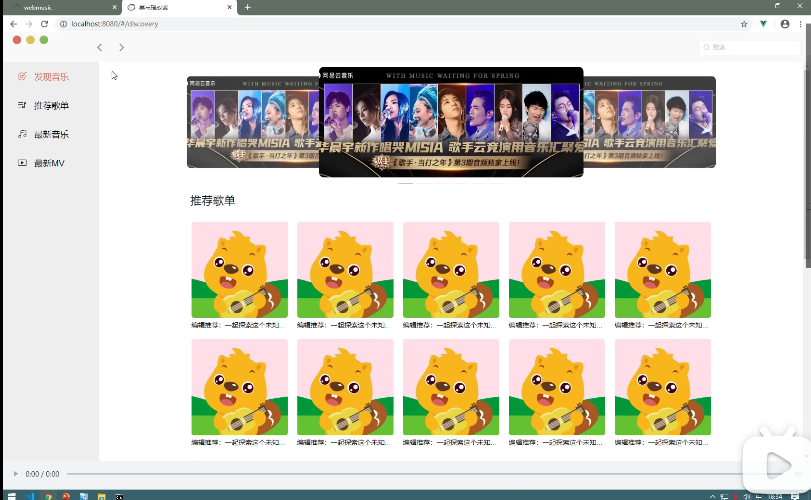 webmusic
localhost:8080/#/discovery
搜索
发现音乐
推荐歌单
最新音乐
最新MV
网易云音乐
WITH MUSIC WAITING FOR SPRING
华晨宇新作唱哭MISIA 歌手云竞演用音乐汇聚爱
《歌手·当打之年》第3期音频独家上线!
推荐歌单
编辑推荐:一起探索这个未知...
编辑推荐:一起探索这个未知...
编辑推荐:一起探索这个未知...
编辑推荐:一起探索这个未知...
编辑推荐:一起探索这个未知...
编辑推荐:一起探索这个未知...
编辑推荐:一起探索这个未知...
编辑推荐:一起探索这个未知...
编辑推荐:一起探索这个未知...
编辑推荐:一起探索这个未知...
0:00 / 0:00
18:54